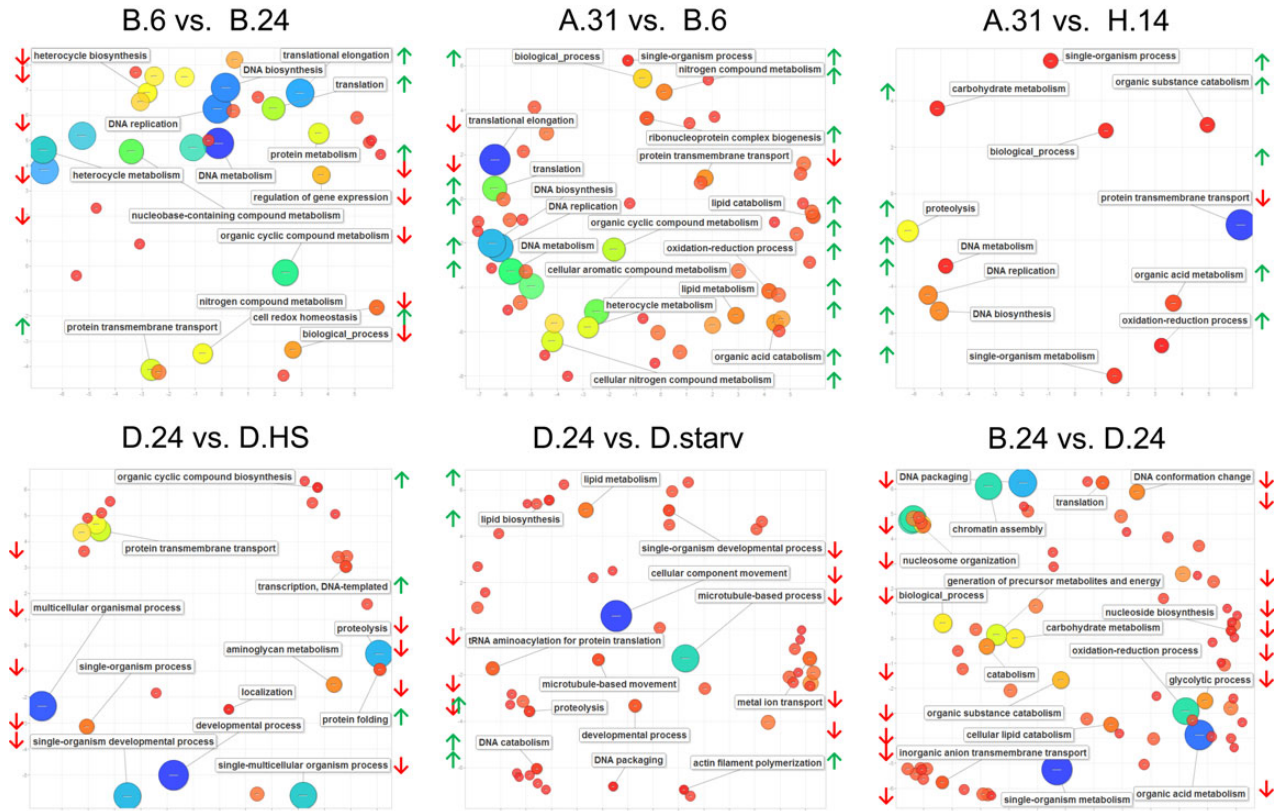 B.6 vs. B.24
heterocycle biosynthesis
translational elongation
DNA biosynthesis
translation
DNA replication
protein metabolism
heterocycle metabolism
DNA metabolism
regulation of gene expression
nucleobase-containing compound metabolism
organic cyclic compound metabolism
nitrogen compound metabolism
cell redox homeostasis
protein transmembrane transport
biological_process
A.31 vs. B.6
biological_process
single-organism process
nitrogen compound metabolism
translational elongation
ribonucleoprotein complex biogenesis
protein transmembrane transport
translation
DNA biosynthesis
lipid catabolism
DNA replication
organic cyclic compound metabolism
DNA metabolism
oxidation-reduction process
cellular aromatic compound metabolism
lipid metabolism
heterocycle metabolism
organic acid catabolism
cellular nitrogen compound metabolism
A.31 vs. H.14
single-organism process
organic substance catabolism
carbohydrate metabolism
biological_process
protein transmembrane transport
proteolysis
DNA metabolism
DNA replication
organic acid metabolism
DNA biosynthesis
oxidation-reduction process
single-organism metabolism
D.24 vs. D.HS
organic cyclic compound biosynthesis
protein transmembrane transport
transcription, DNA-templated
multicellular organismal process
proteolysis
aminoglycan metabolism
single-organism process
localization
protein folding
developmental process
single-organism developmental process
single-multicellular organism process
D.24 vs. D.starv
lipid metabolism
lipid biosynthesis
single-organism developmental process
cellular component movement
microtubule-based process
tRNA aminoacylation for protein translation
microtubule-based movement
metal ion transport
proteolysis
developmental process
DNA catabolism
DNA packaging
actin filament polymerization
B.24 vs. D.24
DNA packaging
DNA conformation change
translation
chromatin assembly
nucleosome organization
generation of precursor metabolites and energy
biological_process
nucleoside biosynthesis
carbohydrate metabolism
oxidation-reduction process
catabolism
glycolytic process
organic substance catabolism
cellular lipid catabolism
inorganic anion transmembrane transport
organic acid metabolism
single-organism metabolism